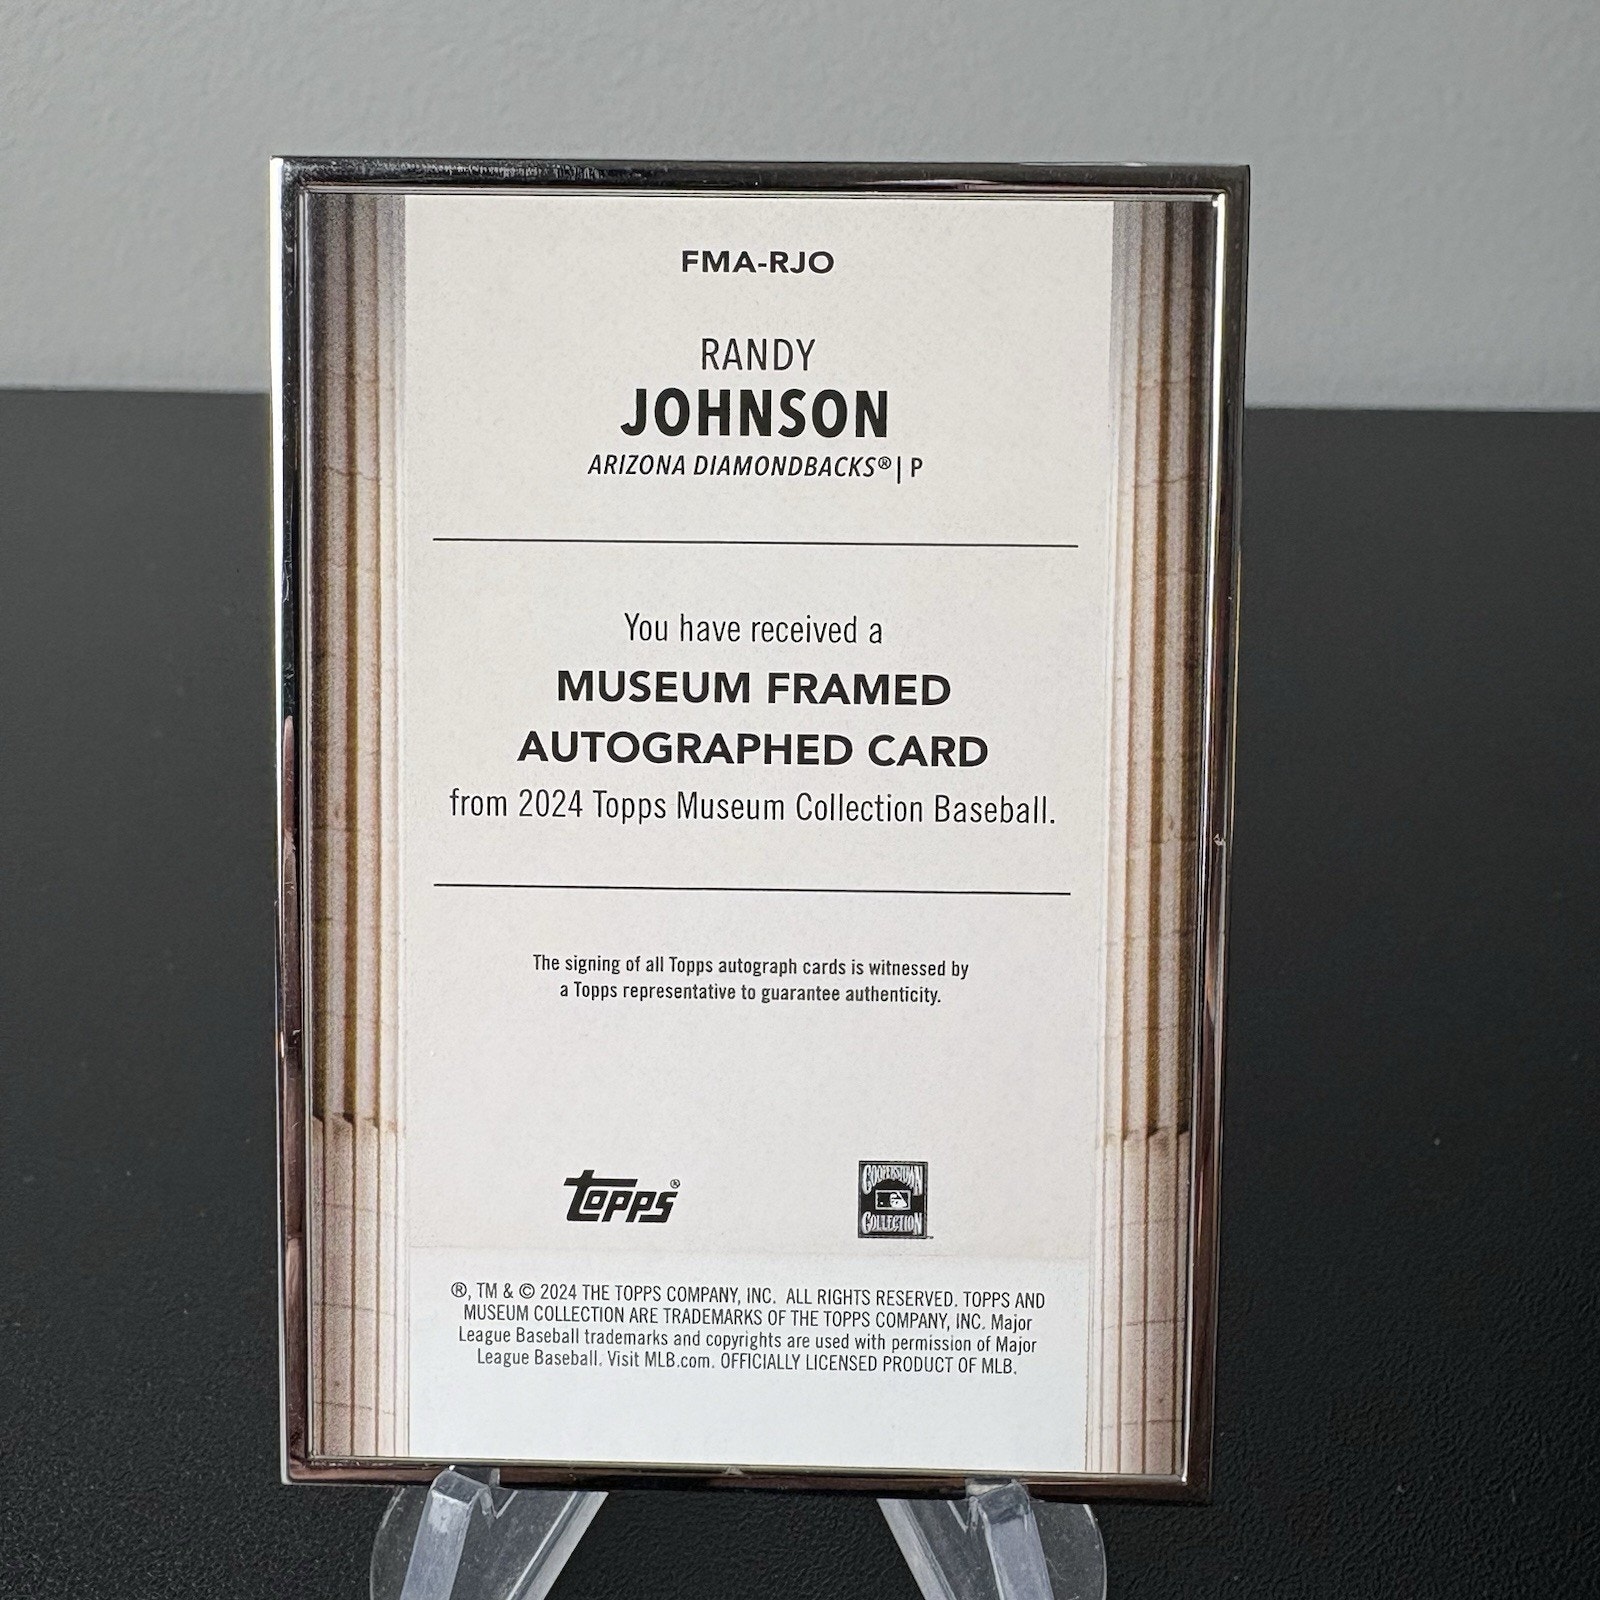 FMA-RJO
RANDY
JOHNSON
ARIZONA DIAMONDBACKS® | P
You have received a
MUSEUM FRAMED
AUTOGRAPHED CARD
from 2024 Topps Museum Collection Baseball.
The signing of all Topps autograph cards is witnessed by
a Topps representative to guarantee authenticity.
topps®
COOPERSTOWN
COLLECTION
®, TM & © 2024 THE TOPPS COMPANY, INC. ALL RIGHTS RESERVED. TOPPS AND
MUSEUM COLLECTION ARE TRADEMARKS OF THE TOPPS COMPANY, INC. Major
League Baseball trademarks and copyrights are used with permission of Major
League Baseball. Visit MLB.com. OFFICIALLY LICENSED PRODUCT OF MLB.